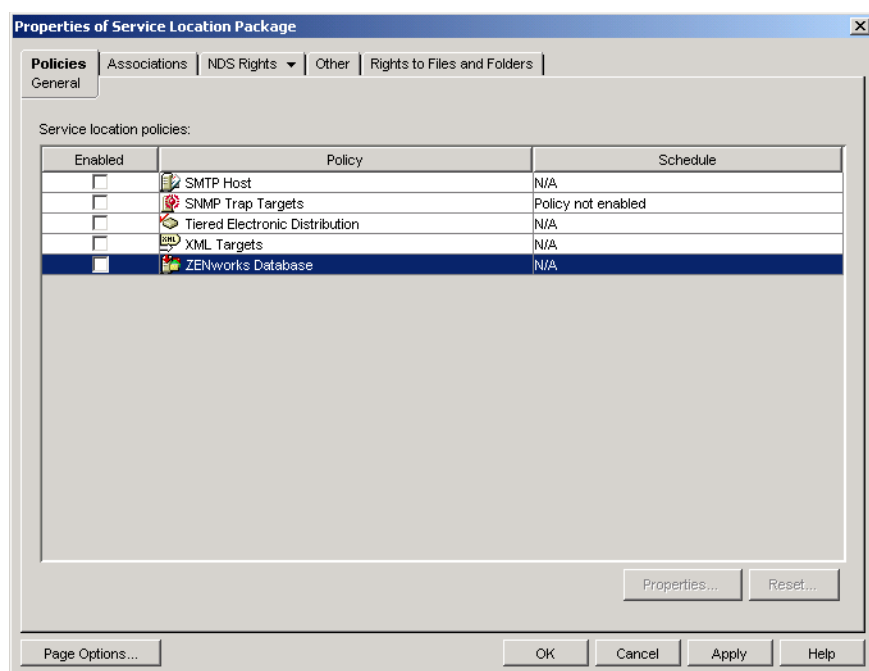 Properties of Service Location Package
Policies Associations NDS Rights Other Rights to Files and Folders
General
Service location policies:
Enabled Policy Schedule
SMTP Host N/A
SNMP Trap Targets Policy not enabled
Tiered Electronic Distribution N/A
XML XML Targets N/A
ZENworks Database N/A
Properties... Reset...
Page Options... OK Cancel Apply Help